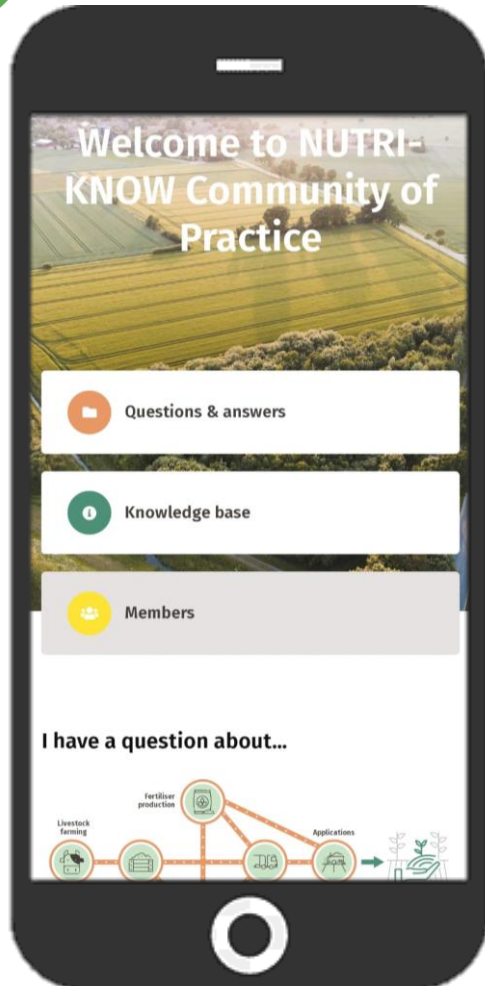 Welcome to NUTRI-
KNOW Community of
Practice
Questions & answers
Knowledge base
Members
I have a question about...
Fertiliser
production
Livestock
farming
Applications